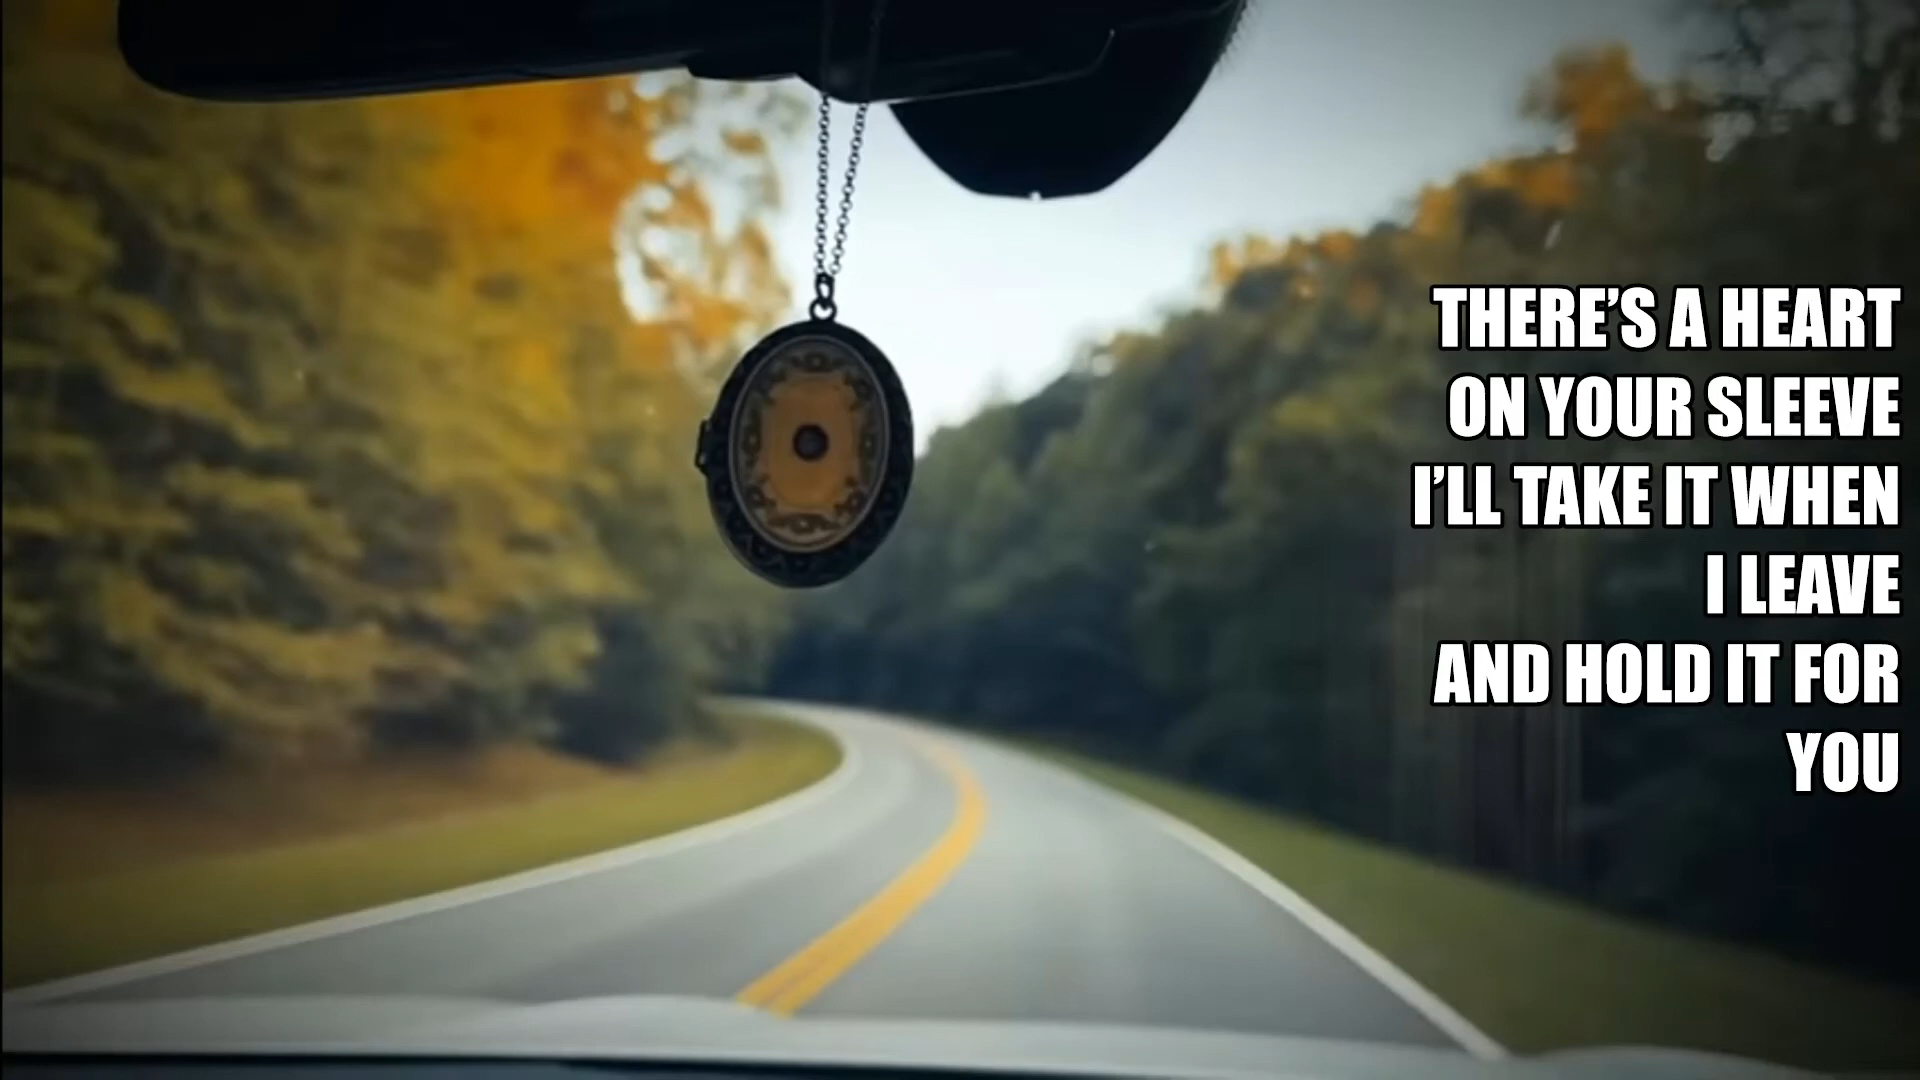 THERE’S A HEART
ON YOUR SLEEVE
I’LL TAKE IT WHEN
I LEAVE
AND HOLD IT FOR
YOU